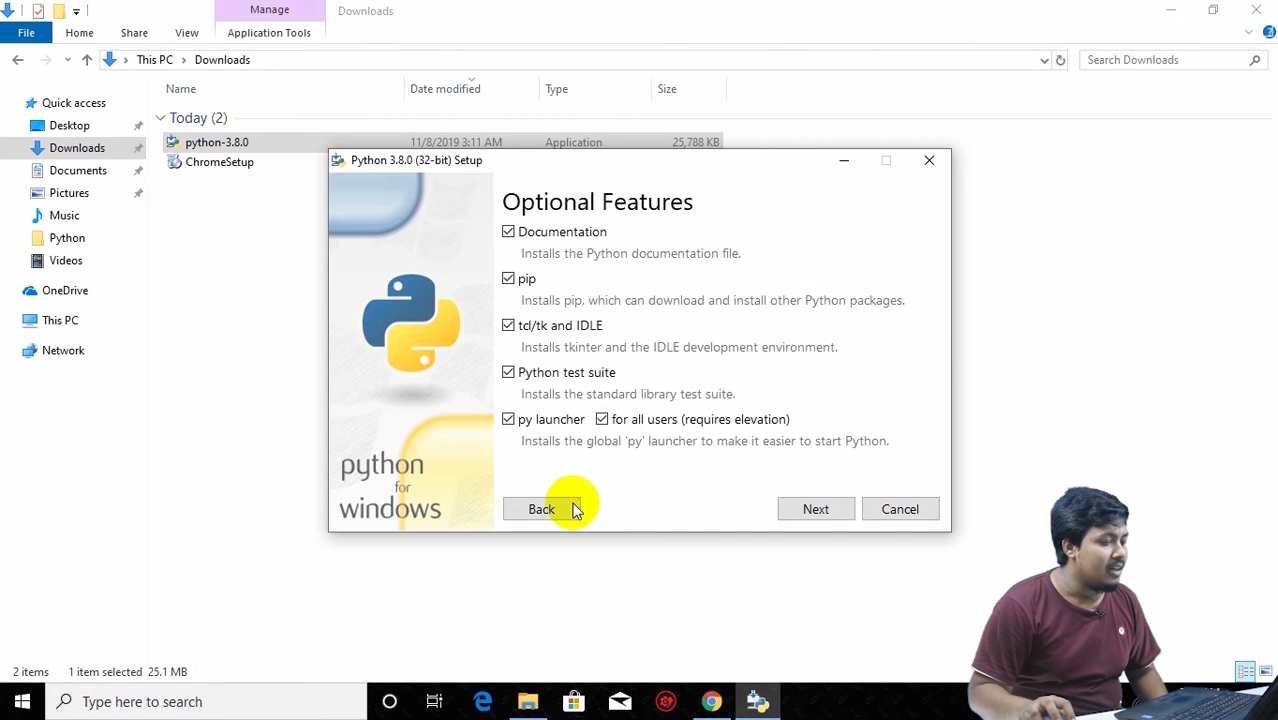 Manage
Downloads
File
Home
Share
View
Application Tools
This PC
Downloads
Search Downloads
Name
Date modified
Type
Size
Quick access
Desktop
Downloads
Documents
Pictures
Music
Python
Videos
OneDrive
This PC
Network
Today (2)
python-3.8.0
11/8/2019 3:11 AM
Application
25,788 KB
ChromeSetup
Python 3.8.0 (32-bit) Setup
Optional Features
Documentation
Installs the Python documentation file.
pip
Installs pip, which can download and install other Python packages.
tcl/tk and IDLE
Installs tkinter and the IDLE development environment.
Python test suite
Installs the standard library test suite.
py launcher for all users (requires elevation)
Installs the global 'py' launcher to make it easier to start Python.
python
for
windows
Back
Next
Cancel
2 items
1 item selected 25.1 MB
Type here to search